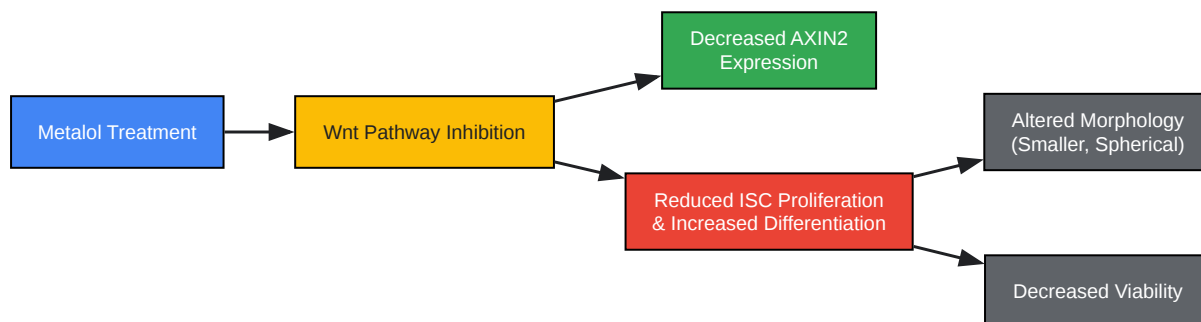 Metalol Treatment
Wnt Pathway Inhibition
Decreased AXIN2
Expression
Reduced ISC Proliferation
& Increased Differentiation
Altered Morphology
(Smaller, Spherical)
Decreased Viability